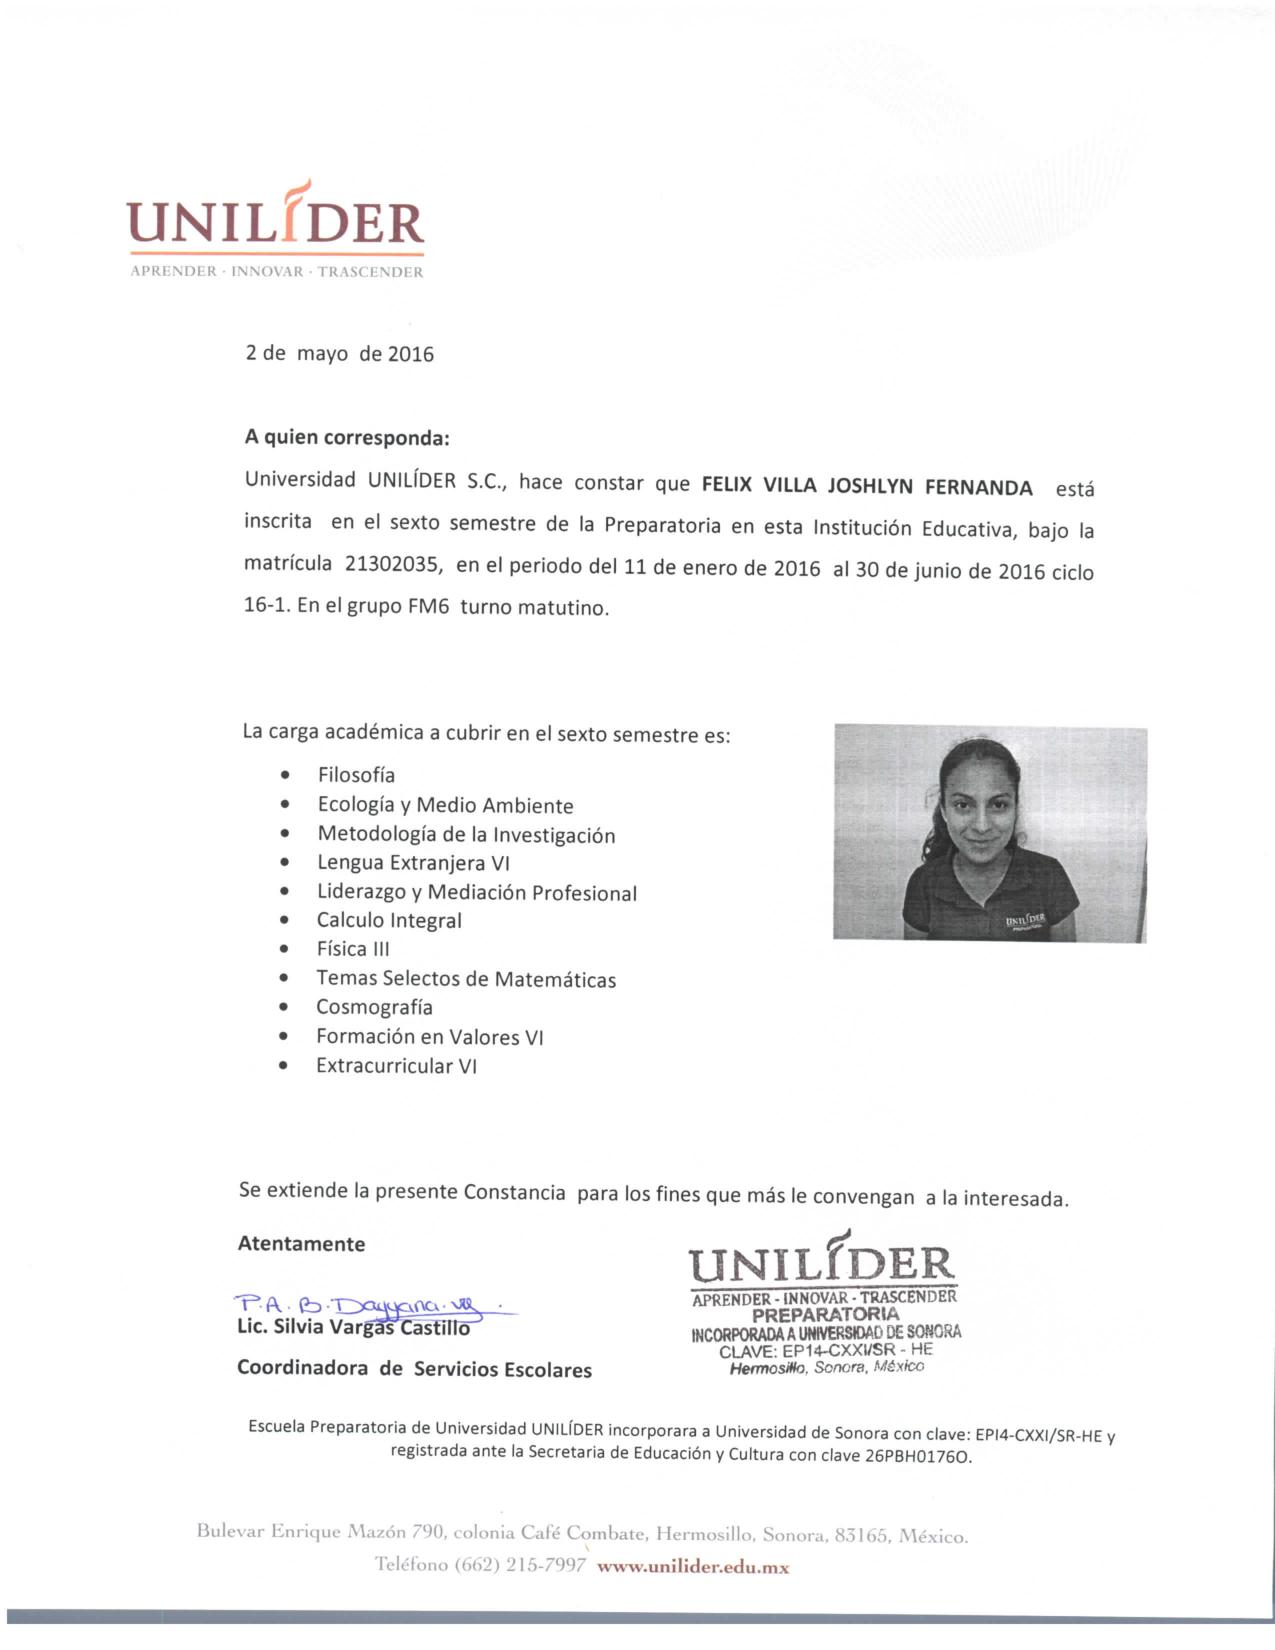 UNILÍDER
APRENDER · INNOVAR · TRASCENDER
2 de mayo de 2016
A quien corresponda:
Universidad UNILÍDER S.C., hace constar que FELIX VILLA JOSHLYN FERNANDA está
inscrita en el sexto semestre de la Preparatoria en esta Institución Educativa, bajo la
matrícula 21302035, en el periodo del 11 de enero de 2016 al 30 de junio de 2016 ciclo
16-1. En el grupo FM6 turno matutino.
La carga académica a cubrir en el sexto semestre es:
• Filosofía
• Ecología y Medio Ambiente
• Metodología de la Investigación
• Lengua Extranjera VI
• Liderazgo y Mediación Profesional
• Calculo Integral
• Física III
• Temas Selectos de Matemáticas
• Cosmografía
• Formación en Valores VI
• Extracurricular VI
UNILÍDER
Se extiende la presente Constancia para los fines que más le convengan a la interesada.
Atentamente
P.A. B. Dayyana
Lic. Silvia Vargas Castillo
Coordinadora de Servicios Escolares
UNILÍDER
APRENDER - INNOVAR - TRASCENDER
PREPARATORIA
INCORPORADA A UNIVERSIDAD DE SONORA
CLAVE: EP14-CXXI/SR - HE
Hermosillo, Sonora, México
Escuela Preparatoria de Universidad UNILÍDER incorporara a Universidad de Sonora con clave: EPI4-CXXI/SR-HE y
registrada ante la Secretaria de Educación y Cultura con clave 26PBH0176O.
Bulevar Enrique Mazón 790, colonia Café Combate, Hermosillo, Sonora, 83165, México.
Teléfono (662) 215-7997 www.unilider.edu.mx